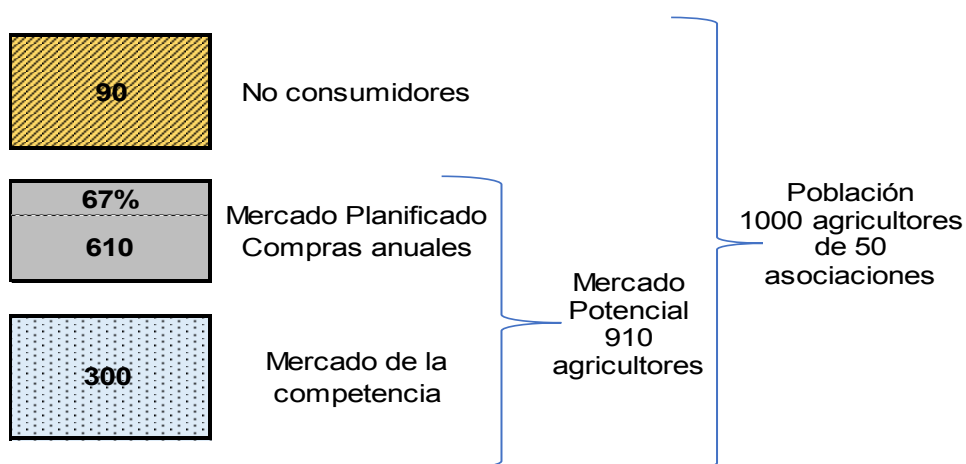 90
No consumidores
67%
610
Mercado Planificado
Compras anuales
300
Mercado de la
competencia
Mercado
Potencial
910
agricultores
Población
1000 agricultores
de 50
asociaciones